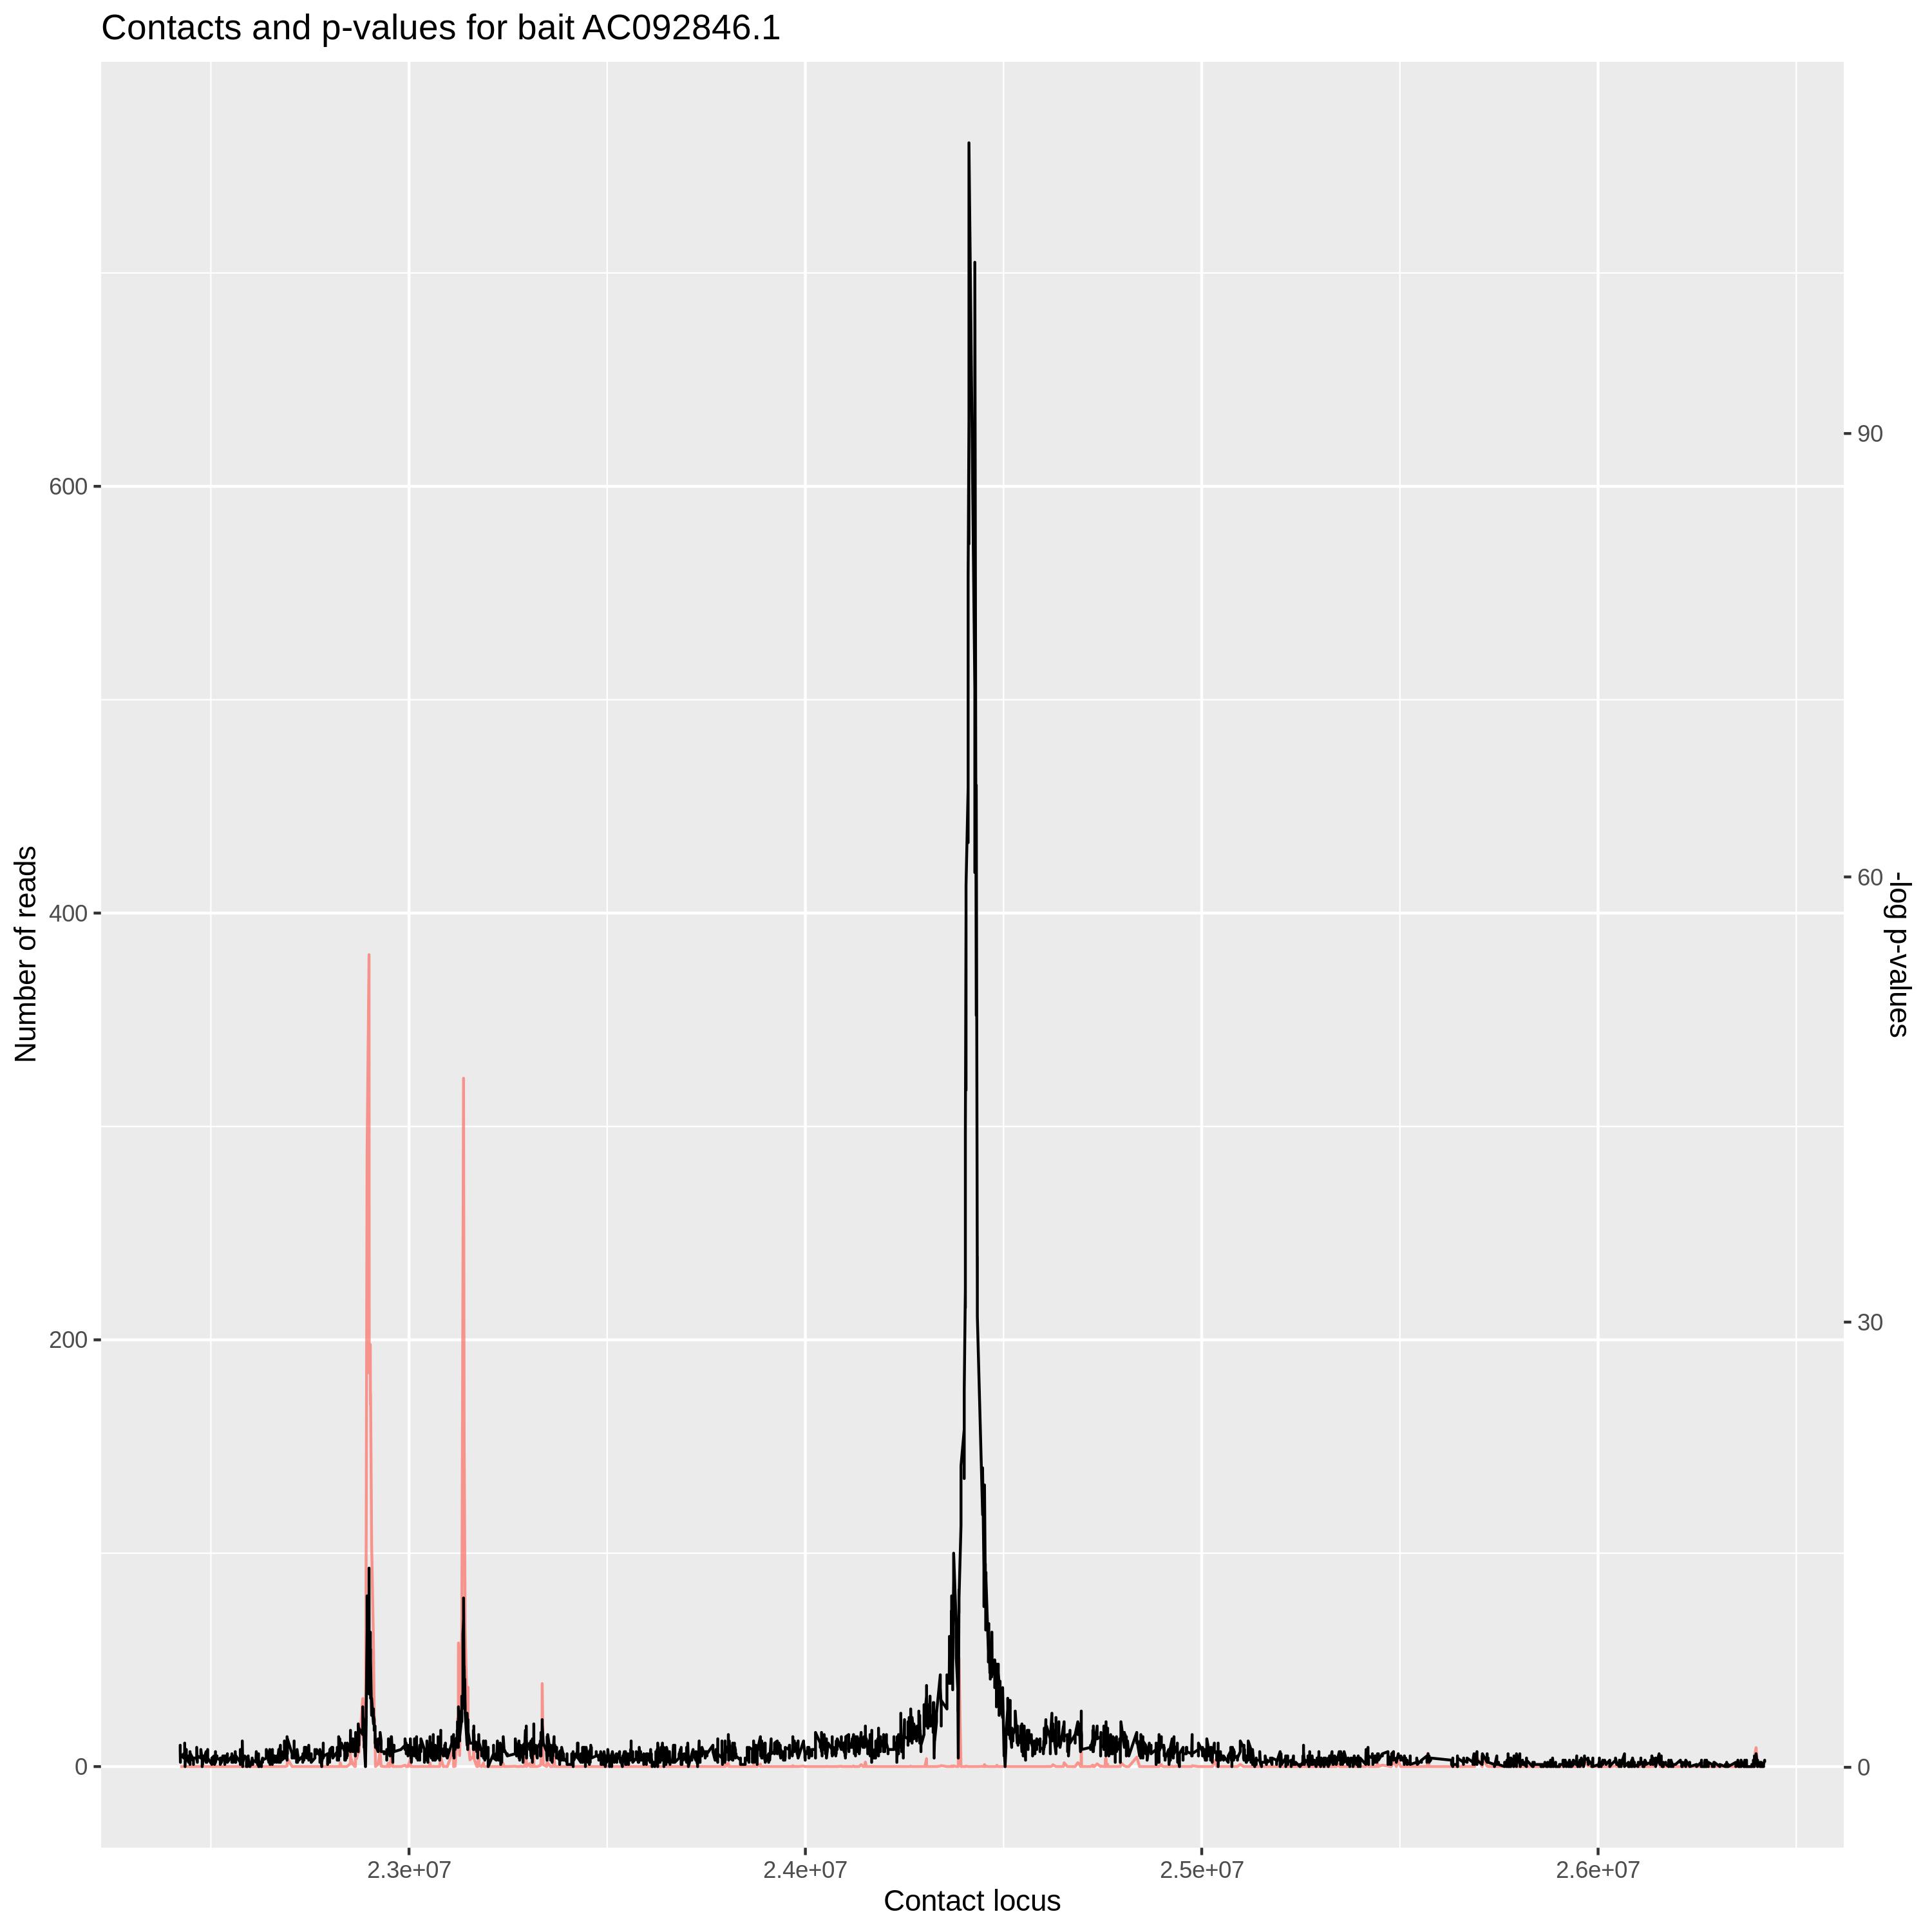 Contacts and p-values for bait AC092846.1
Number of reads
600
400
200
0
90
60
30
0
-log p-values
2.3e+07 2.4e+07 2.5e+07 2.6e+07
Contact locus